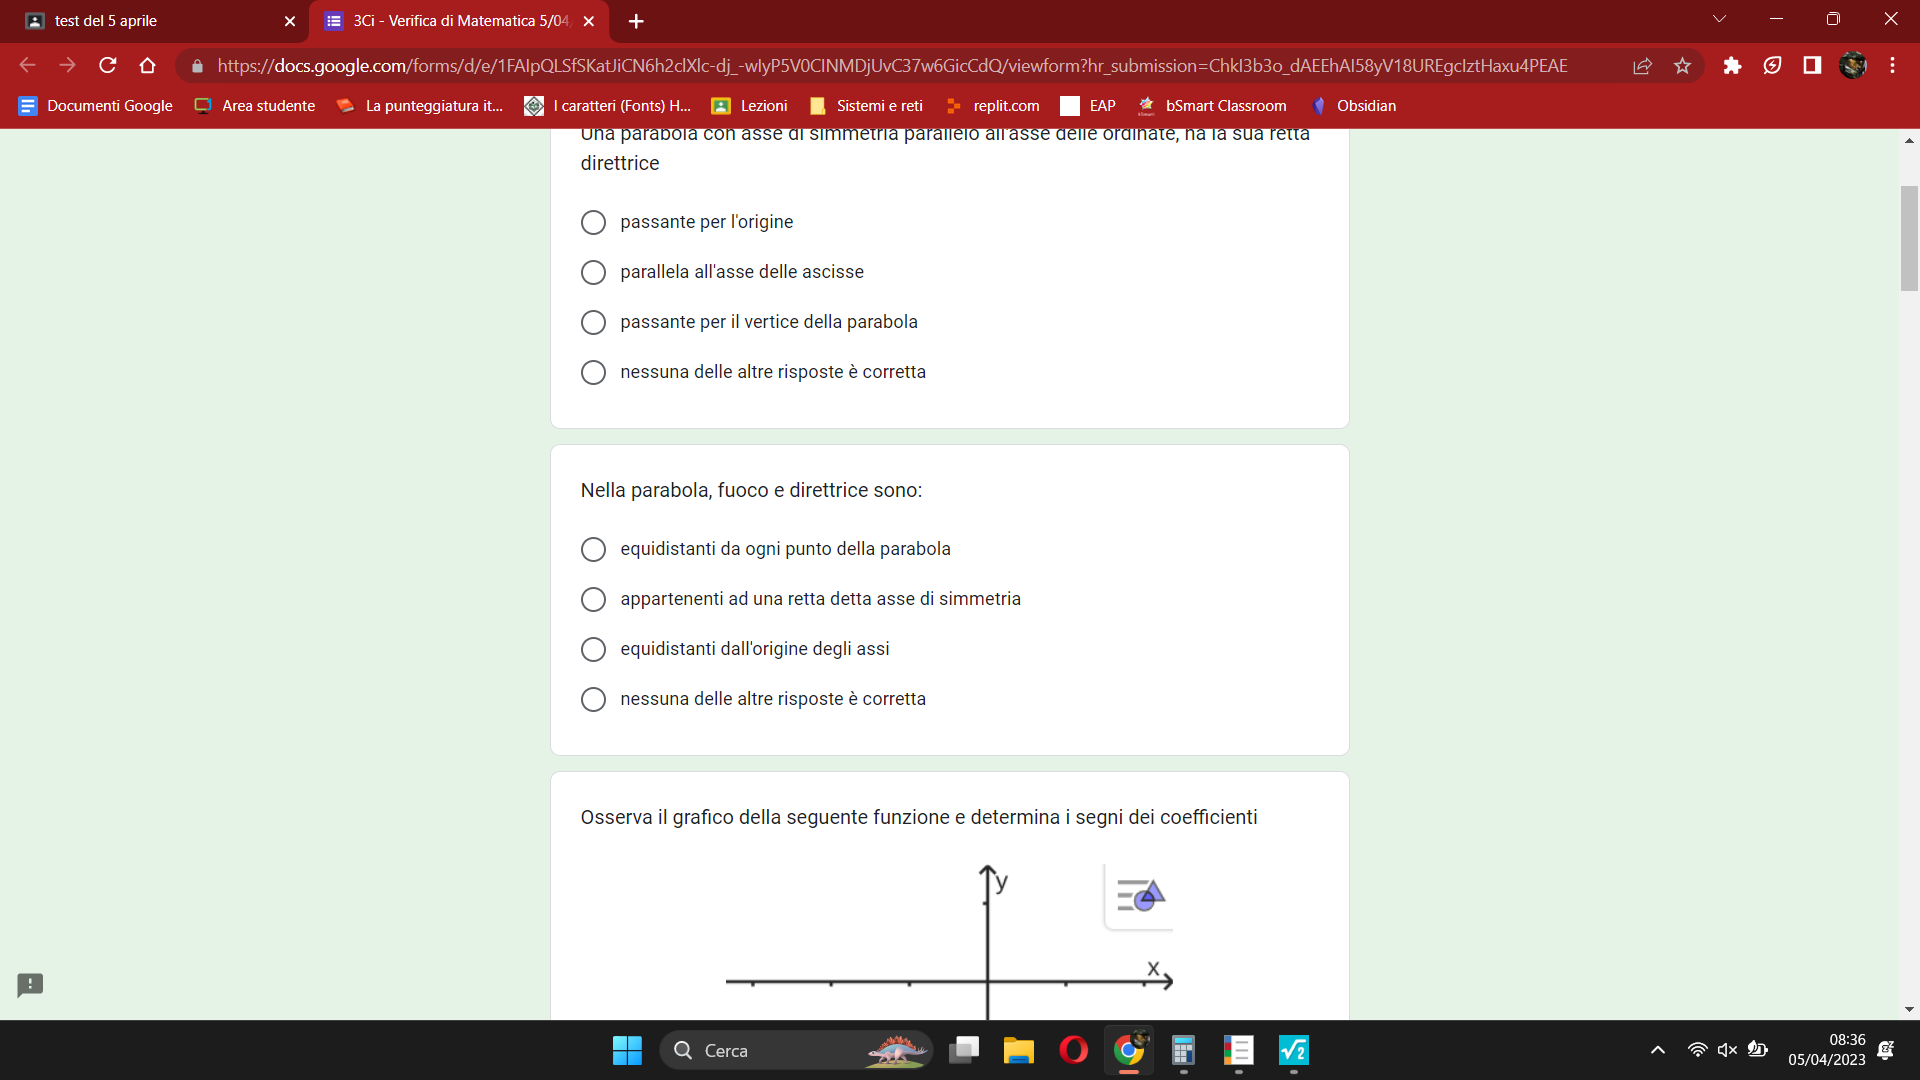 test del 5 aprile
3Ci - Verifica di Matematica 5/04
https://docs.google.com/forms/d/e/1FAIpQLSfSKatJiCN6h2clXlc-dj_-wlyP5V0CINMDjUvC37w6GicCdQ/viewform?hr_submission=ChkI3b3o_dAEEhAI58yV18UREgcIztHaxu4PEAE
Documenti Google
Area studente
La punteggiatura it...
I caratteri (Fonts) H...
Lezioni
Sistemi e reti
replit.com
EAP
bSmart Classroom
Obsidian
Una parabola con asse di simmetria parallelo all'asse delle ordinate, ha la sua retta
direttrice
passante per l'origine
parallela all'asse delle ascisse
passante per il vertice della parabola
nessuna delle altre risposte è corretta
Nella parabola, fuoco e direttrice sono:
equidistanti da ogni punto della parabola
appartenenti ad una retta detta asse di simmetria
equidistanti dall'origine degli assi
nessuna delle altre risposte è corretta
Osserva il grafico della seguente funzione e determina i segni dei coefficienti
y
x
Cerca
08:36
05/04/2023